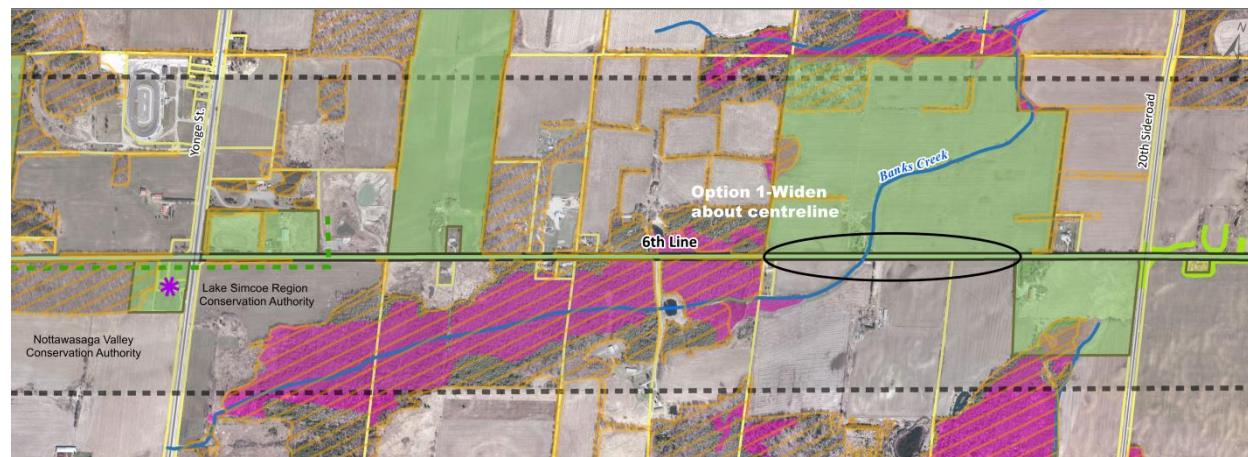 N
Yonge St.
20th Sideroad
Banks Creek
Option 1-Widen
about centreline
6th Line
Lake Simcoe Region
Conservation Authority
Nottawasaga Valley
Conservation Authority